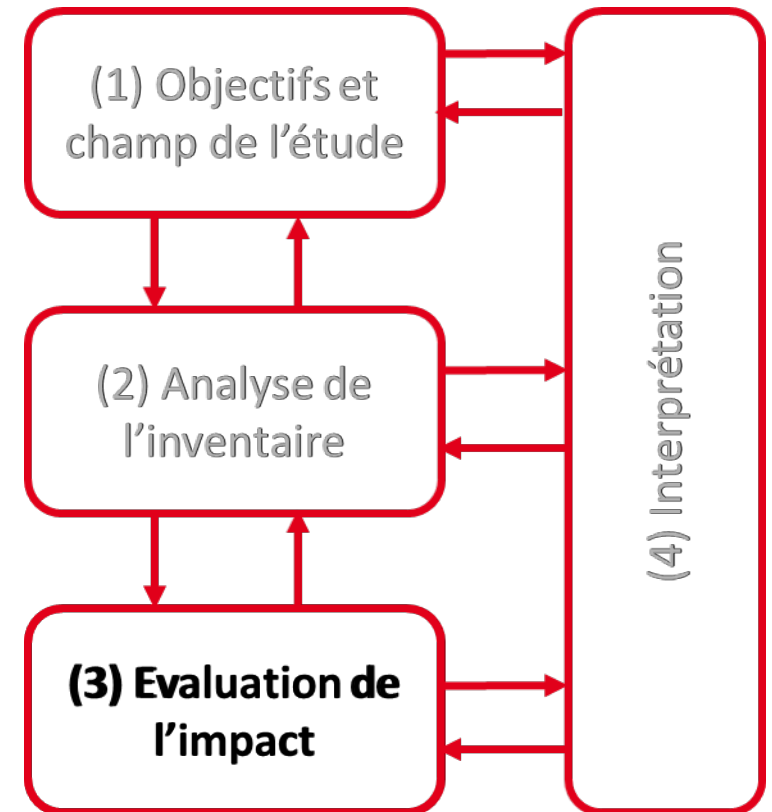 (1) Objectifs et
champ de l’étude
(2) Analyse de
l’inventaire
(3) Evaluation de
l’impact
(4) Interprétation